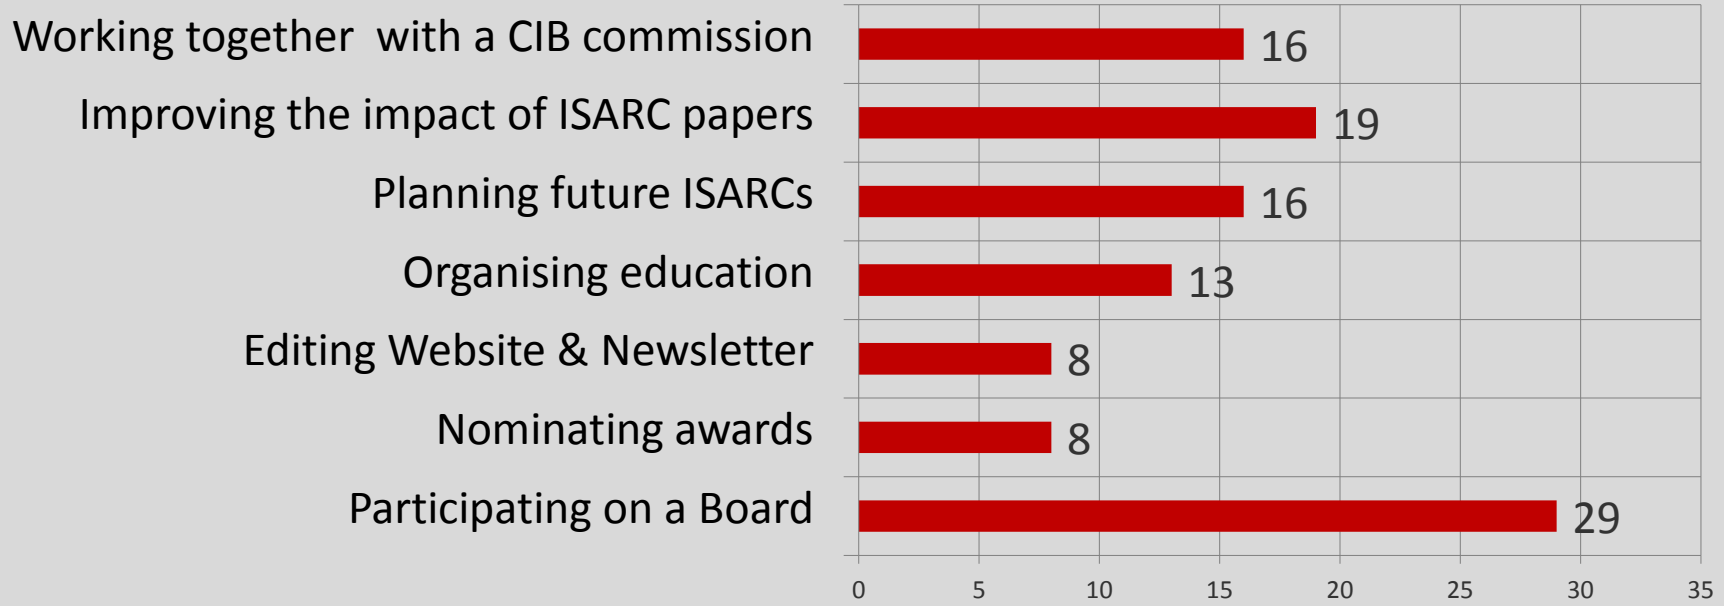 Working together  with a CIB commission 16
Improving the impact of ISARC papers 19
Planning future ISARCs 16
Organising education 13
Editing Website & Newsletter 8
Nominating awards 8
Participating on a Board 29
0 5 10 15 20 25 30 35